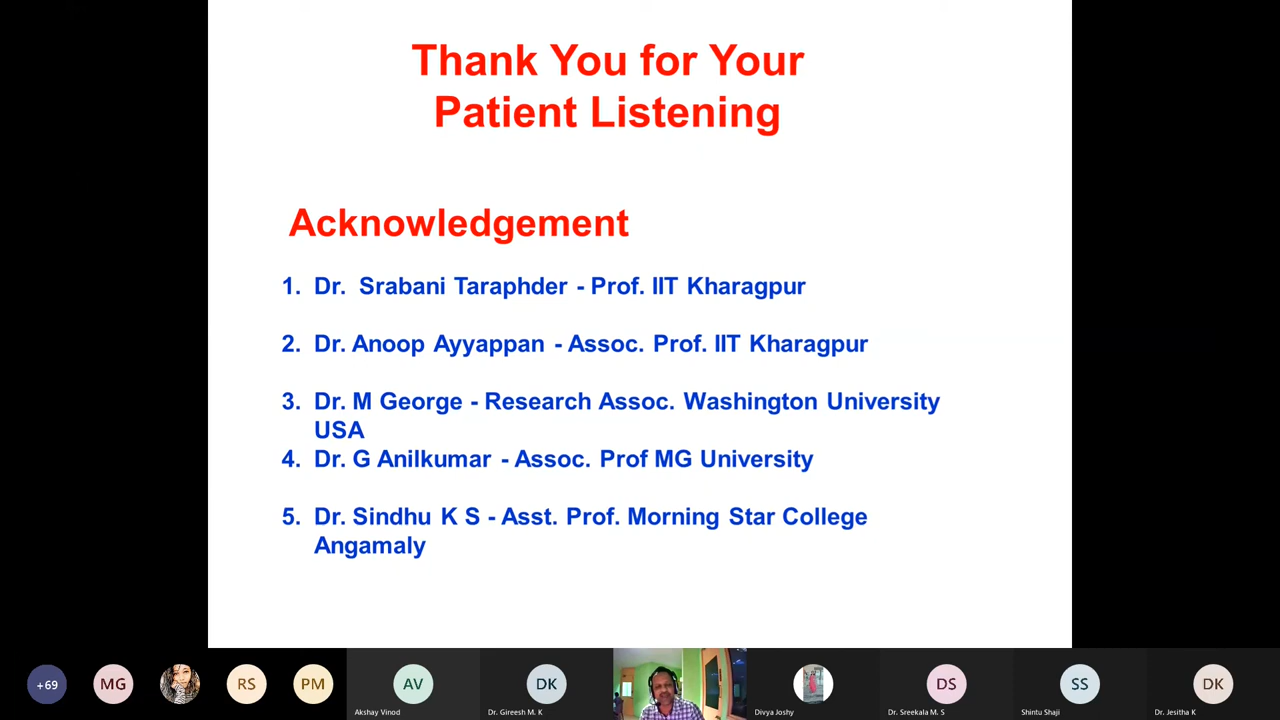 Thank You for Your
Patient Listening
Acknowledgement
1. Dr. Srabani Taraphder - Prof. IIT Kharagpur
2. Dr. Anoop Ayyappan - Assoc. Prof. IIT Kharagpur
3. Dr. M George - Research Assoc. Washington University
USA
4. Dr. G Anilkumar - Assoc. Prof MG University
5. Dr. Sindhu K S - Asst. Prof. Morning Star College
Angamaly
+69 MG RS PM AV DK DS SS DK
Akshay Vinod Dr. Gireesh M. K Divya Joshy Dr. Sreekala M. S Shintu Shaji Dr. Jesitha K